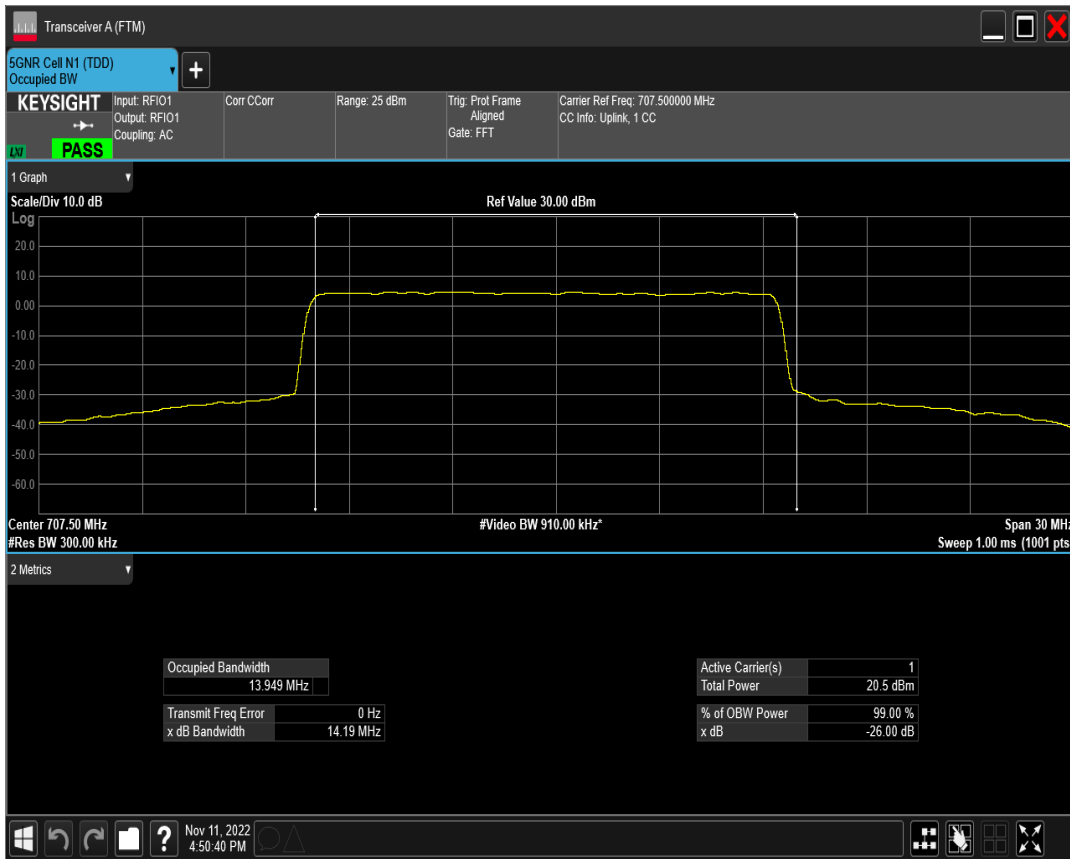 Transceiver A (FTM)
5GNR Cell N1 (TDD)
Occupied BW
+
KEYSIGHT
LXI
PASS
Input: RFIO1
Output: RFIO1
Coupling: AC
Corr CCorr
Range: 25 dBm
Trig: Prot Frame
Aligned
Gate: FFT
Carrier Ref Freq: 707.500000 MHz
CC Info: Uplink, 1 CC
1 Graph
Scale/Div 10.0 dB
Ref Value 30.00 dBm
Log
20.0
10.0
0.00
-10.0
-20.0
-30.0
-40.0
-50.0
-60.0
Center 707.50 MHz
#Video BW 910.00 kHz*
Span 30 MHz
#Res BW 300.00 kHz
Sweep 1.00 ms (1001 pts
2 Metrics
Occupied Bandwidth
13.949 MHz
Transmit Freq Error 0 Hz
x dB Bandwidth 14.19 MHz
Active Carrier(s) 1
Total Power 20.5 dBm
% of OBW Power 99.00 %
x dB -26.00 dB
?
Nov 11, 2022
4:50:40 PM